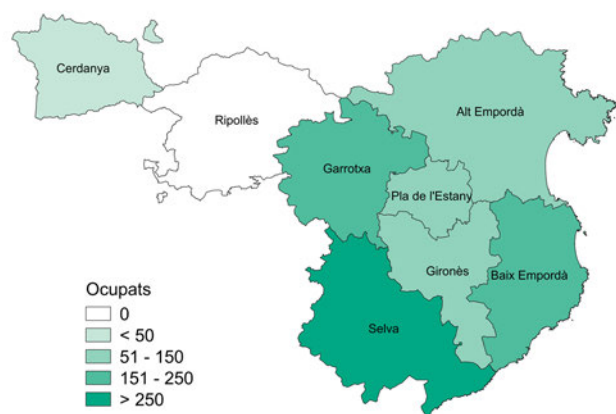 Cerdanya
Ripollès
Alt Empordà
Garrotxa
Pla de l'Estany
Gironès
Baix Empordà
Selva
Ocupats
0
< 50
51 - 150
151 - 250
> 250